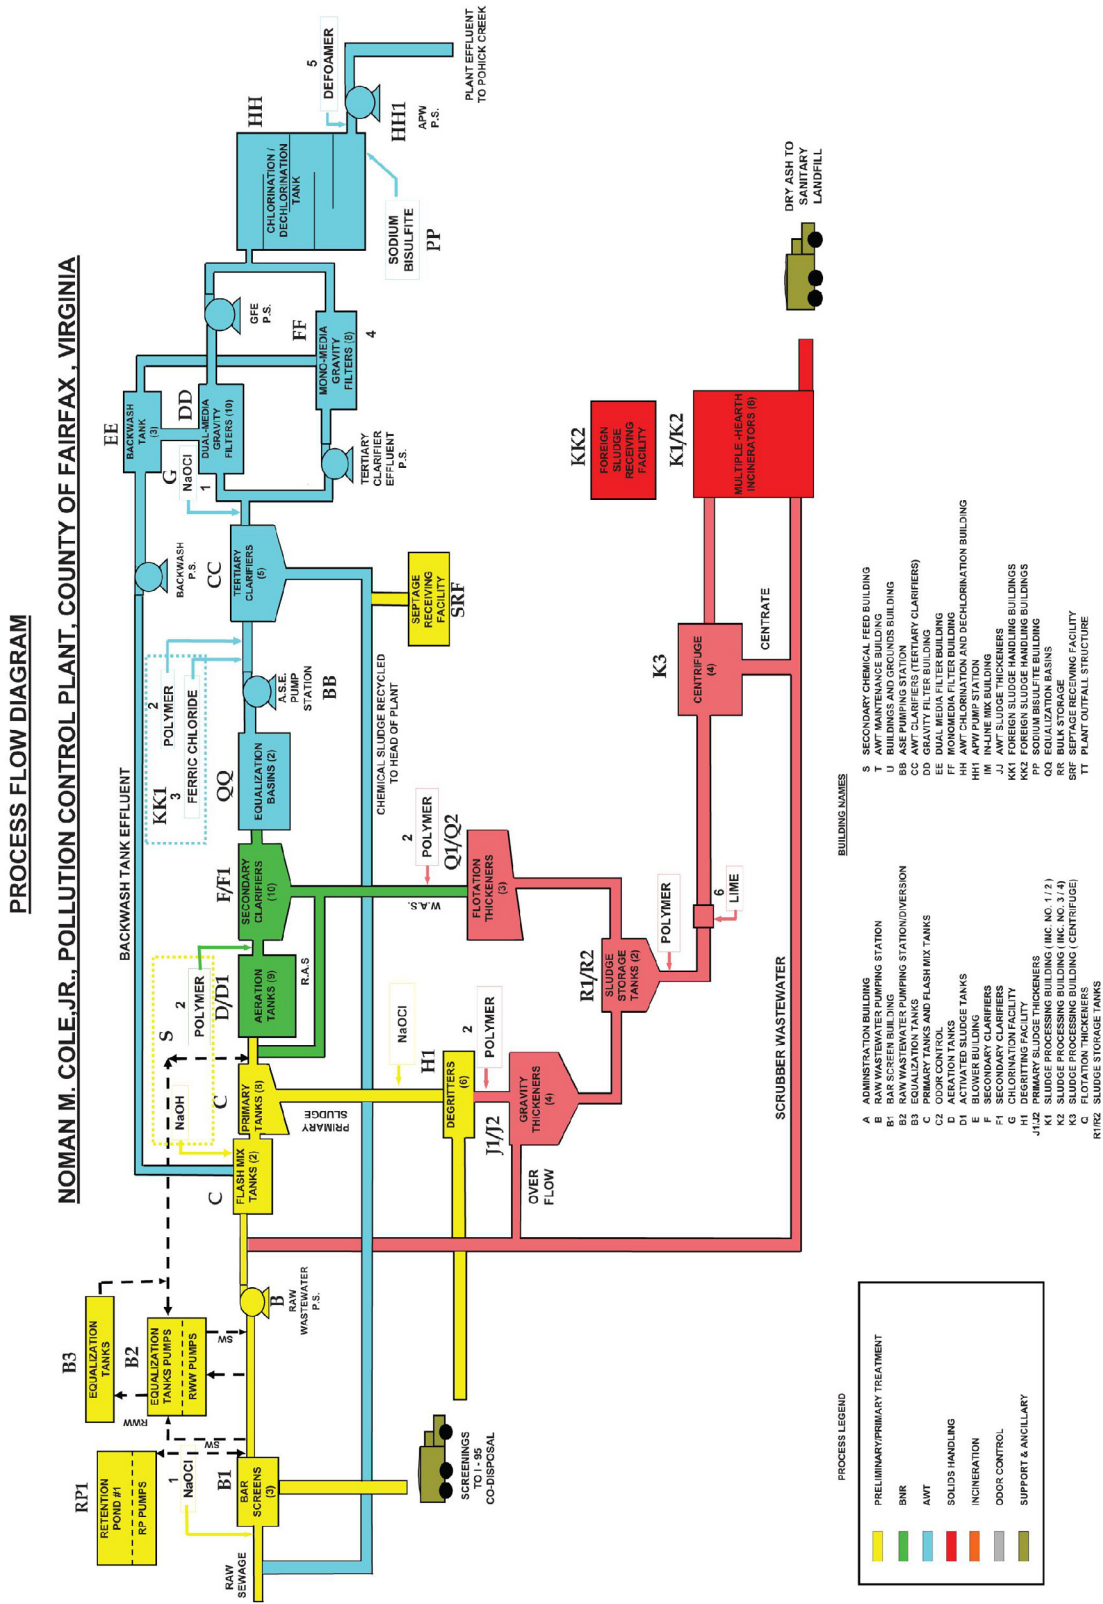 PROCESS FLOW DIAGRAM
NOMAN M. COLE,JR., POLLUTION CONTROL PLANT, COUNTY OF FAIRFAX , VIRGINIA
RP1
RETENTION
POND #1
RP PUMPS
B3
EQUALIZATION
TANKS
B2
EQUALIZATION
TANKS PUMPS
RWW PUMPS
RWW
SW
SW
1
NaOCl
RAW
SEWAGE
B1
BAR
SCREENS
(3)
SCREENINGS
TO I - 95
CO-DISPOSAL
B
RAW
WASTEWATER
P.S.
C
FLASH MIX
TANKS (2)
NaOH
S
C
PRIMARY
TANKS (8)
PRIMARY
SLUDGE
2
POLYMER
D/D1
AERATION
TANKS (9)
R.A.S
F/F1
SECONDARY
CLARIFIERS
(10)
W.A.S.
BACKWASH TANK EFFLUENT
QQ
EQUALIZATION
BASINS (2)
KK1
3
FERRIC CHLORIDE
2
POLYMER
A.S.E.
PUMP
STATION
BB
CHEMICAL SLUDGE RECYCLED
TO HEAD OF PLANT
BACKWASH
P.S.
CC
TERTIARY
CLARIFIERS
(5)
SEPTAGE
RECEIVING
FACILITY
SRF
G
NaOCl
1
EE
BACKWASH
TANK
(3)
DD
DUAL-MEDIA
GRAVITY
FILTERS (10)
TERTIARY
CLARIFIER
EFFLUENT
P.S.
FF
MONO-MEDIA
GRAVITY
FILTERS (8)
4
GFE
P.S.
HH
CHLORINATION /
DECHLORINATION
TANK
SODIUM
BISULFITE
PP
5
DEFOAMER
HH1
APW
P.S.
PLANT EFFLUENT
TO POHICK CREEK
NaOCl
H1
DEGRITTERS
(6)
2
POLYMER
J1/J2
GRAVITY
THICKENERS
(4)
OVER
FLOW
2
POLYMER
Q1/Q2
FLOTATION
THICKENERS
(3)
R1/R2
SLUDGE
STORAGE
TANKS (2)
POLYMER
6
LIME
K3
CENTRIFUGE
(4)
CENTRATE
SCRUBBER WASTEWATER
KK2
FOREIGN
SLUDGE
RECEIVING
FACILITY
K1/K2
MULTIPLE -HEARTH
INCINERATORS (6)
DRY ASH TO
SANITARY
LANDFILL
PROCESS LEGEND
PRELIMINARY/PRIMARY TREATMENT
BNR
AWT
SOLIDS HANDLING
INCINERATION
ODOR CONTROL
SUPPORT & ANCILLARY
BUILDING NAMES
A ADMINSTRATION BUILDING
B RAW WASTEWATER PUMPING STATION
B1 BAR SCREEN BUILDING
B2 RAW WASTEWATER PUMPING STATION/DIVERSION
B3 EQUALIZATION TANKS
C PRIMARY TANKS AND FLASH MIX TANKS
C2 ODOR CONTROL
D AERATION TANKS
D1 ACTIVATED SLUDGE TANKS
E BLOWER BUILDING
F SECONDARY CLARIFIERS
F1 SECONDARY CLARIFIERS
G CHLORINATION FACILITY
H1 DEGRITTING FACILITY
J1/J2 PRIMARY SLUDGE THICKENERS
K1 SLUDGE PROCESSING BUILDING ( INC. NO. 1 / 2 )
K2 SLUDGE PROCESSING BUILDING ( INC. NO. 3 / 4)
K3 SLUDGE PROCESSING BUILDING ( CENTRIFUGE)
Q FLOTATION THICKENERS
R1/R2 SLUDGE STORAGE TANKS
S SECONDARY CHEMICAL FEED BUILDING
T AWT MAINTENANCE BUILDING
U BUILDINGS AND GROUNDS BUILDING
BB ASE PUMPING STATION
CC AWT CLARIFIERS (TERTIARY CLARIFIERS)
DD GRAVITY FILTER BUILDING
EE DUAL MEDIA FILTER BUILDING
FF MONOMEDIA FILTER BUILDING
HH AWT CHLORINATION AND DECHLORINATION BUILDING
HH1 APW PUMP STATION
IM IN-LINE MIX BUILDING
JJ AWT SLUDGE THICKENERS
KK1 FOREIGN SLUDGE HANDLING BUILDINGS
KK2 FOREIGN SLUDGE HANDLING BUILDINGS
PP SODIUM BISULFITE BUILDING
QQ EQUALIZATION BASINS
RR BULK STORAGE
SRF SEPTAGE RECEIVING FACILITY
TT PLANT OUTFALL STRUCTURE